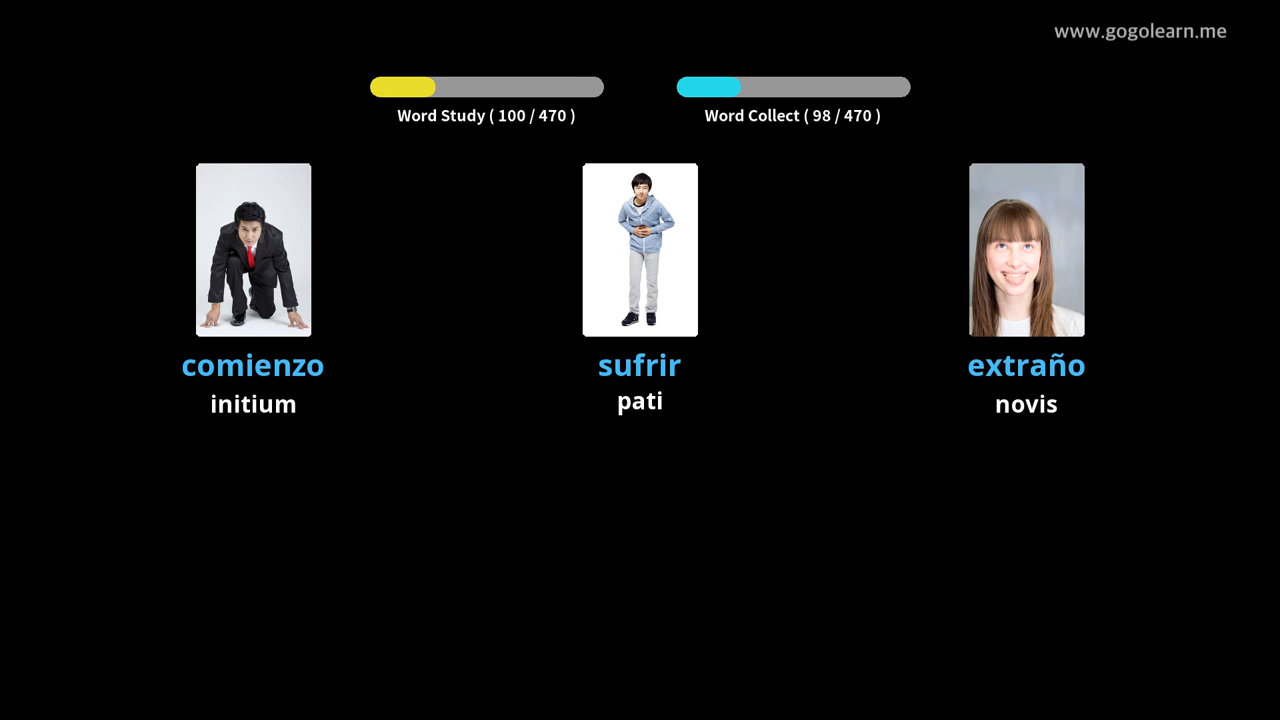 www.gogolearn.me
Word Study ( 100 / 470 )
Word Collect ( 98 / 470 )
comienzo
initium
sufrir
pati
extraño
novis